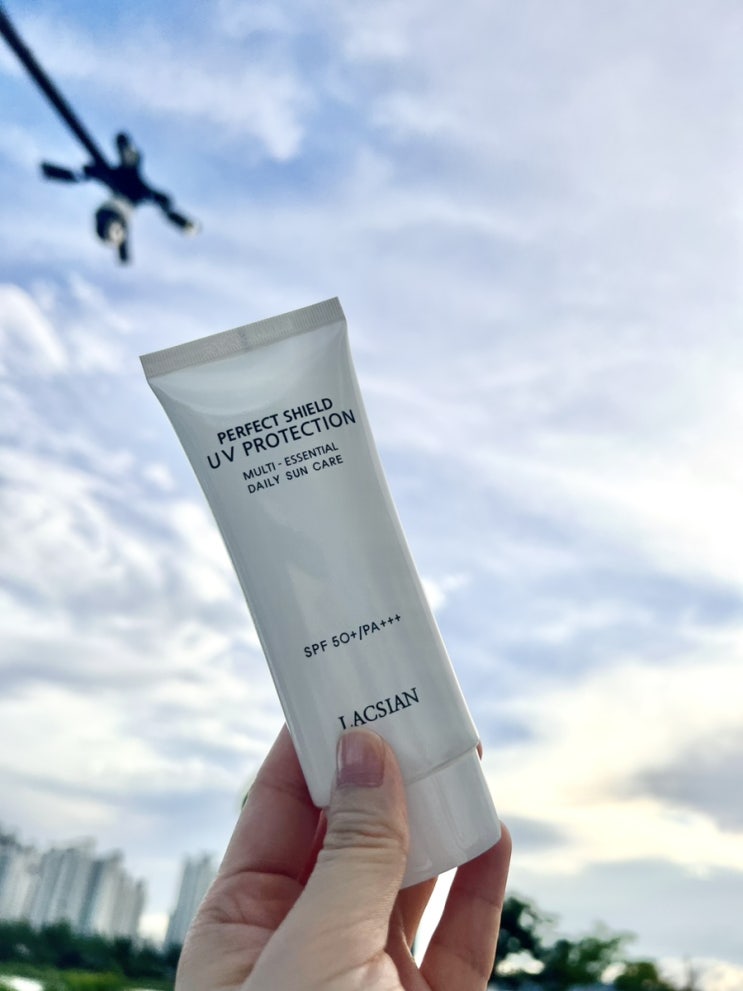 PERFECT SHIELD
UV PROTECTION
MULTI-ESSENTIAL
DAILY SUN CARE
SPF 50+/PA+++
LACSIAN